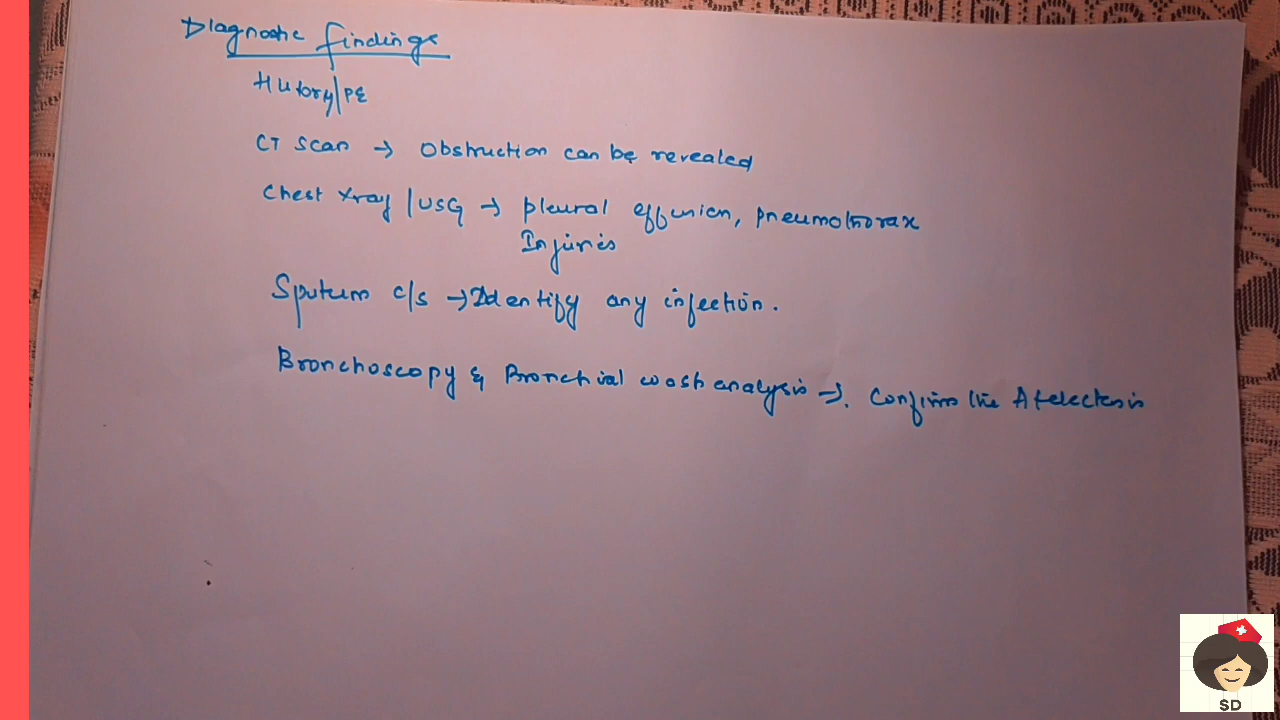 Diagnostic findings
History/PE
CT scan → Obstruction can be revealed
Chest xray/USG → pleural effusion, pneumothorax
Injuries
Sputum c/s → Identify any infection.
Bronchoscopy & Bronchial wash analysis →. Confirm the Atelectasis
SD